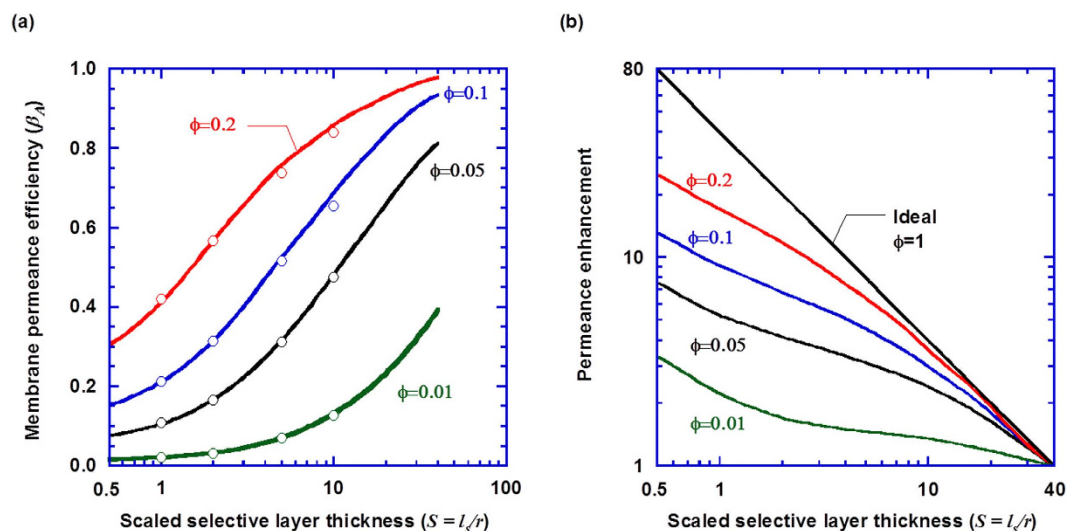 (a)
(b)
Membrane permeance efficiency (βA)
1.0
0.8
0.6
0.4
0.2
0.0
0.5
1
10
100
ϕ=0.2
ϕ=0.1
ϕ=0.05
ϕ=0.01
Scaled selective layer thickness (S = ls/r)
Permeance enhancement
80
10
1
0.5
1
10
40
ϕ=0.2
ϕ=0.1
ϕ=0.05
ϕ=0.01
Ideal
ϕ=1
Scaled selective layer thickness (S = ls/r)